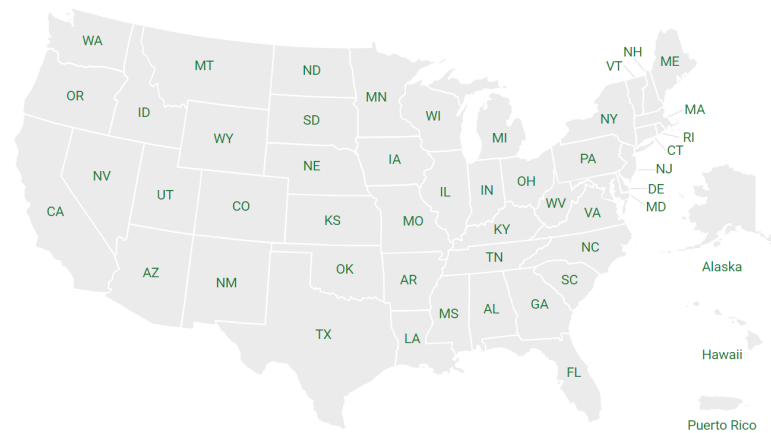 WA
MT
ND
MN
OR
ID
SD
WI
WY
MI
NH
VT
ME
NY
MA
RI
CT
NV
UT
NE
IA
PA
NJ
DE
MD
CA
CO
KS
MO
IL
IN
OH
WV
VA
KY
AZ
NM
OK
AR
TN
NC
SC
TX
LA
MS
AL
GA
FL
Alaska
Hawaii
Puerto Rico